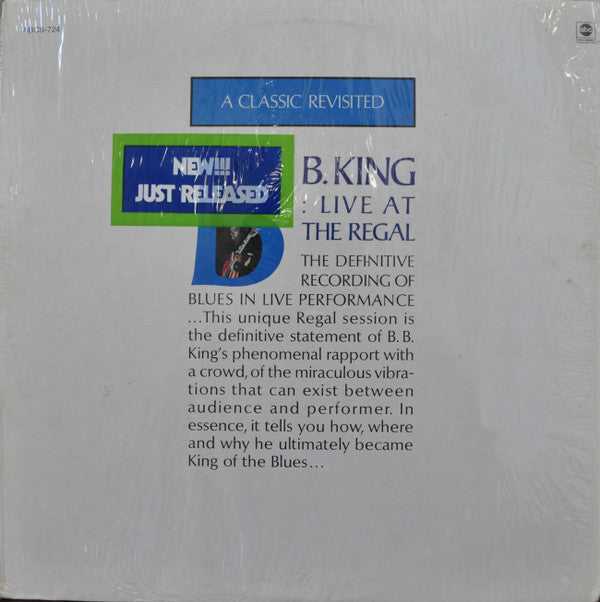 ABCS-724
abc
A CLASSIC REVISITED
NEW!!!
JUST RELEASED
B. KING
: LIVE AT
THE REGAL
THE DEFINITIVE
RECORDING OF
BLUES IN LIVE PERFORMANCE
...This unique Regal session is
the definitive statement of B.B.
King's phenomenal rapport with
a crowd, of the miraculous vibra-
tions that can exist between
audience and performer. In
essence, it tells you how, where
and why he ultimately became
King of the Blues...